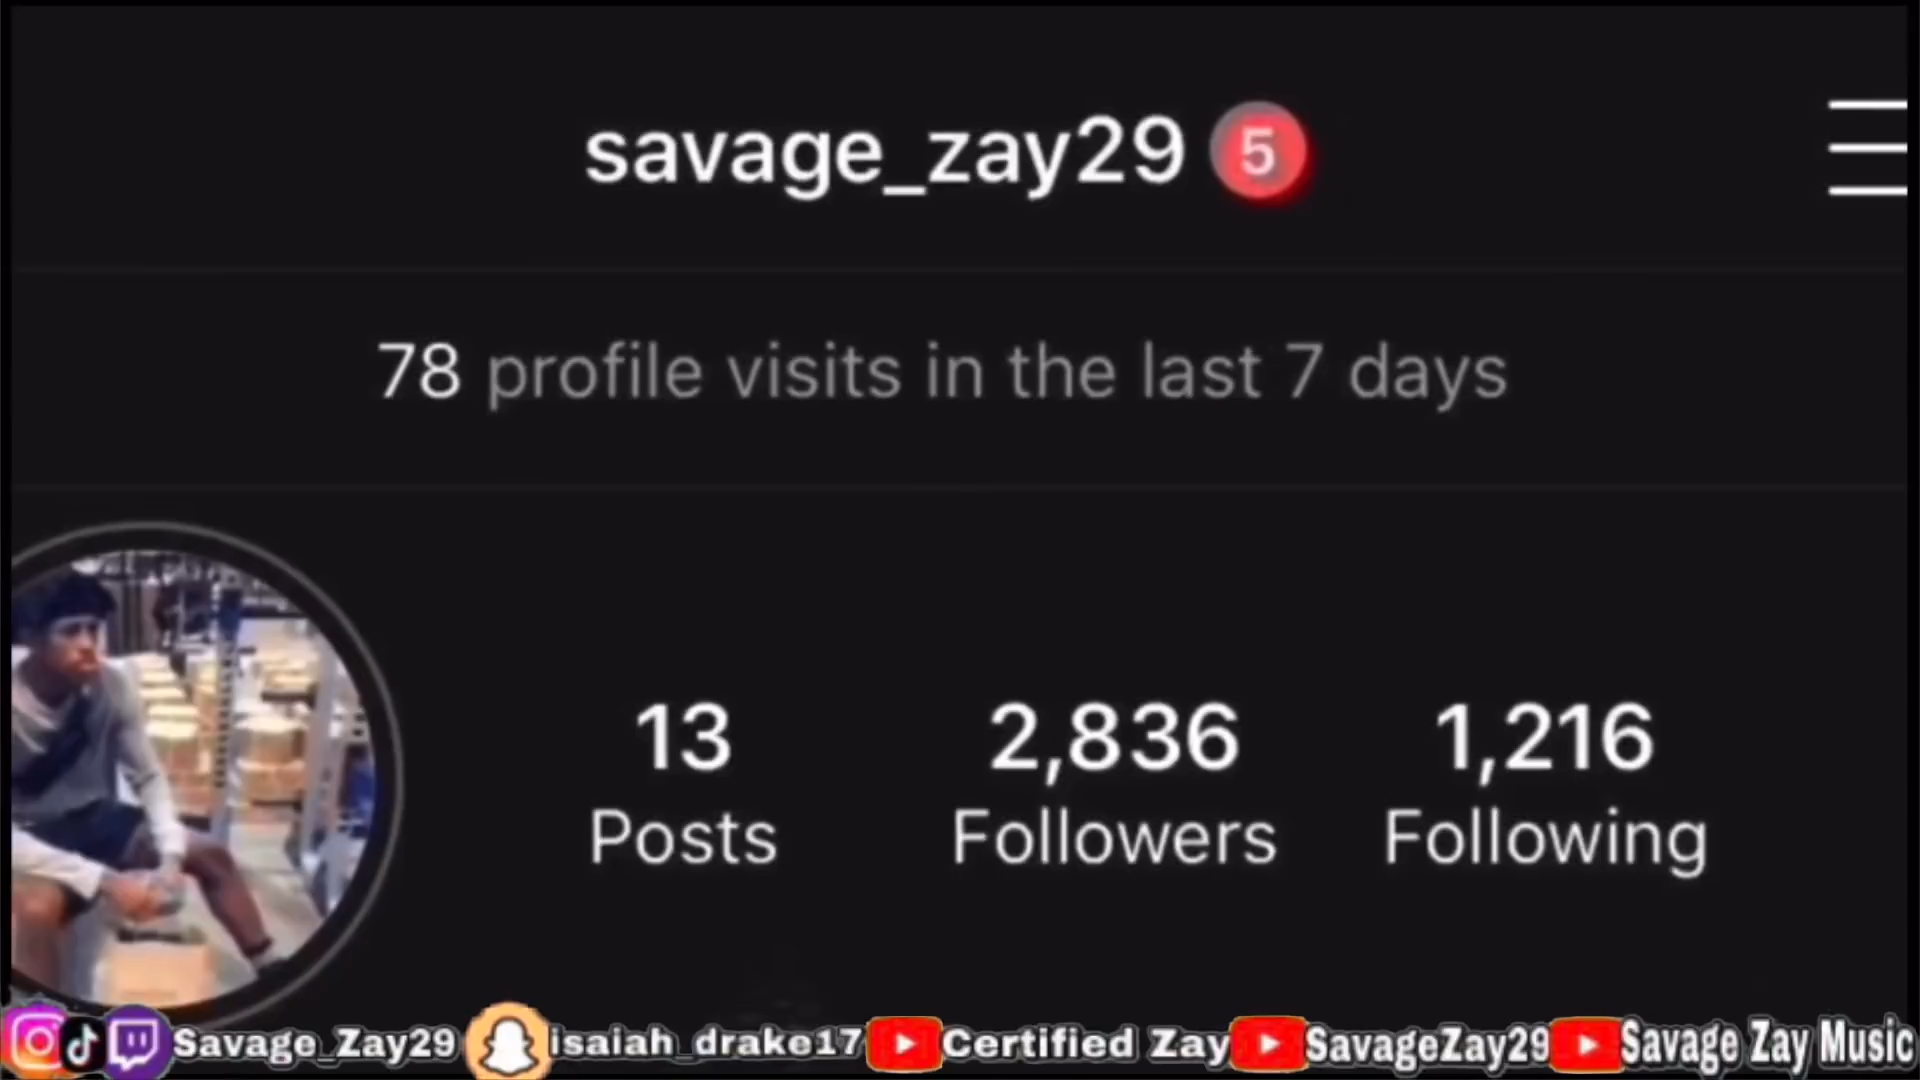 savage_zay29 5
78 profile visits in the last 7 days
13 2,836 1,216
Posts Followers Following
Savage_Zay29 isaiah_drake17 Certified Zay SavageZay29 Savage Zay Music